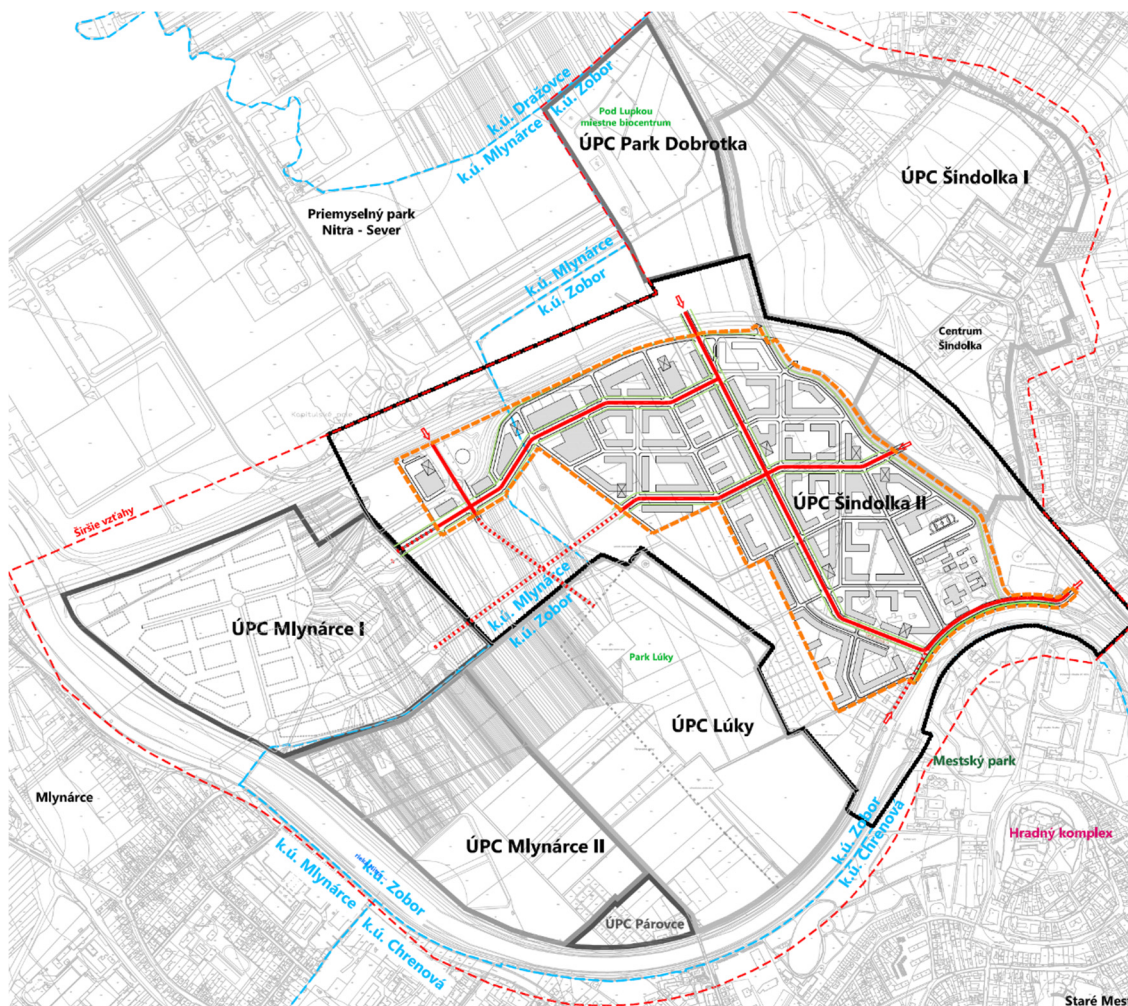 k.ú. Dražovce
k.ú. Zobor
k.ú. Mlynárce
Pod Lupkou
miestne biocentrum
ÚPC Park Dobrotka
ÚPC Šindolka I
Priemyselný park
Nitra - Sever
k.ú. Mlynárce
k.ú. Zobor
Centrum
Šindolka
ÚPC Šindolka II
Širšie vzťahy
k.ú. Mlynárce
k.ú. Zobor
ÚPC Mlynárce I
Park Lúky
ÚPC Lúky
Mestský park
Mlynárce
Hradný komplex
k.ú. Zobor
k.ú. Chrenová
ÚPC Mlynárce II
k.ú. Zobor
k.ú. Mlynárce
ÚPC Párovce
k.ú. Chrenová
Staré Mes